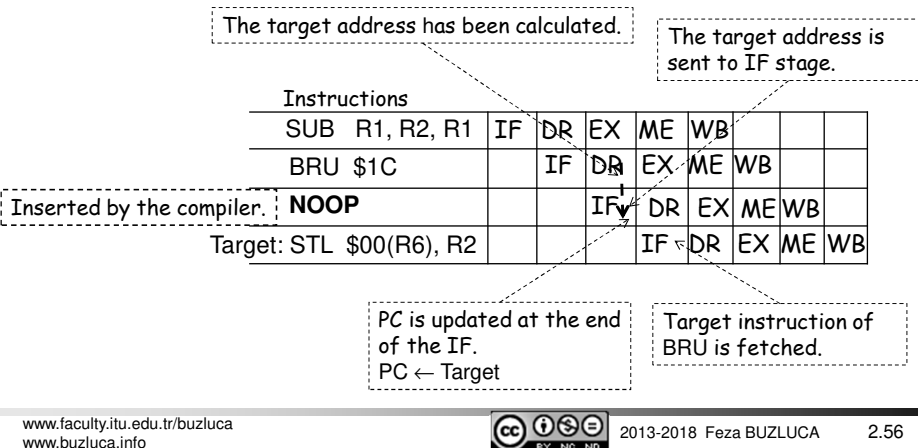 The target address has been calculated.
The target address is
sent to IF stage.
Instructions
SUB R1, R2, R1 IF DR EX ME WB
BRU $1C IF DR EX ME WB
Inserted by the compiler. NOOP IF DR EX ME WB
Target: STL $00(R6), R2 IF DR EX ME WB
PC is updated at the end
of the IF.
PC ← Target
Target instruction of
BRU is fetched.
www.faculty.itu.edu.tr/buzluca
www.buzluca.info
cc BY NC ND 2013-2018 Feza BUZLUCA 2.56